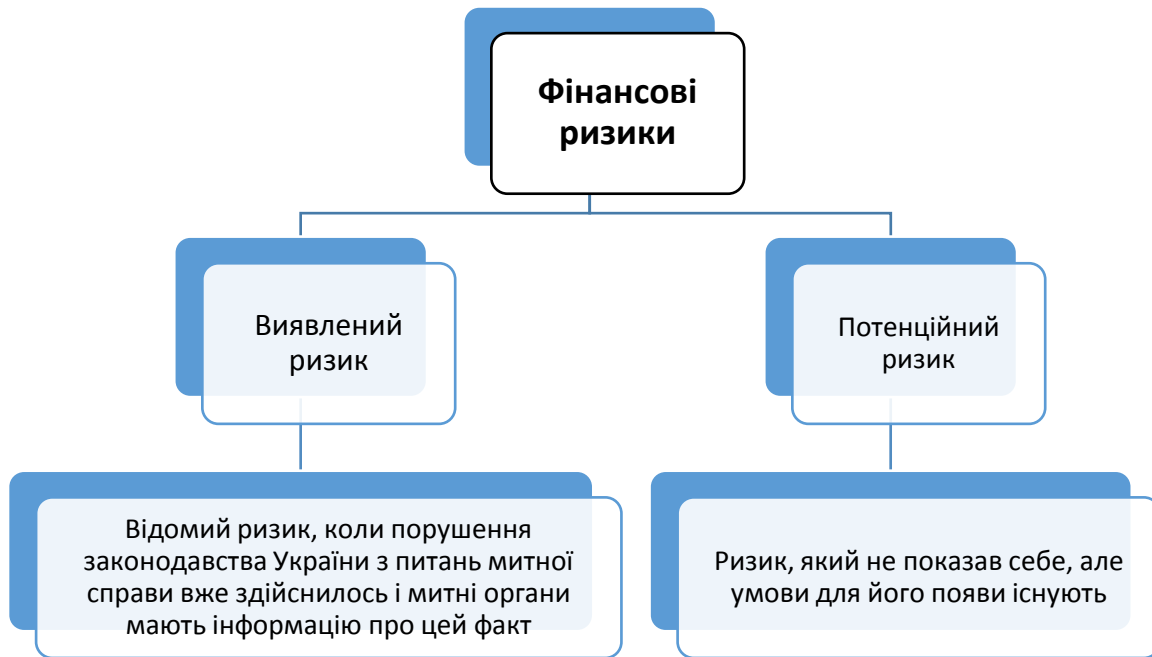 Фінансові
ризики
Виявлений
ризик
Потенційний
ризик
Відомий ризик, коли порушення
законодавства України з питань митної
справи вже здійснилось і митні органи
мають інформацію про цей факт
Ризик, який не показав себе, але
умови для його появи існують